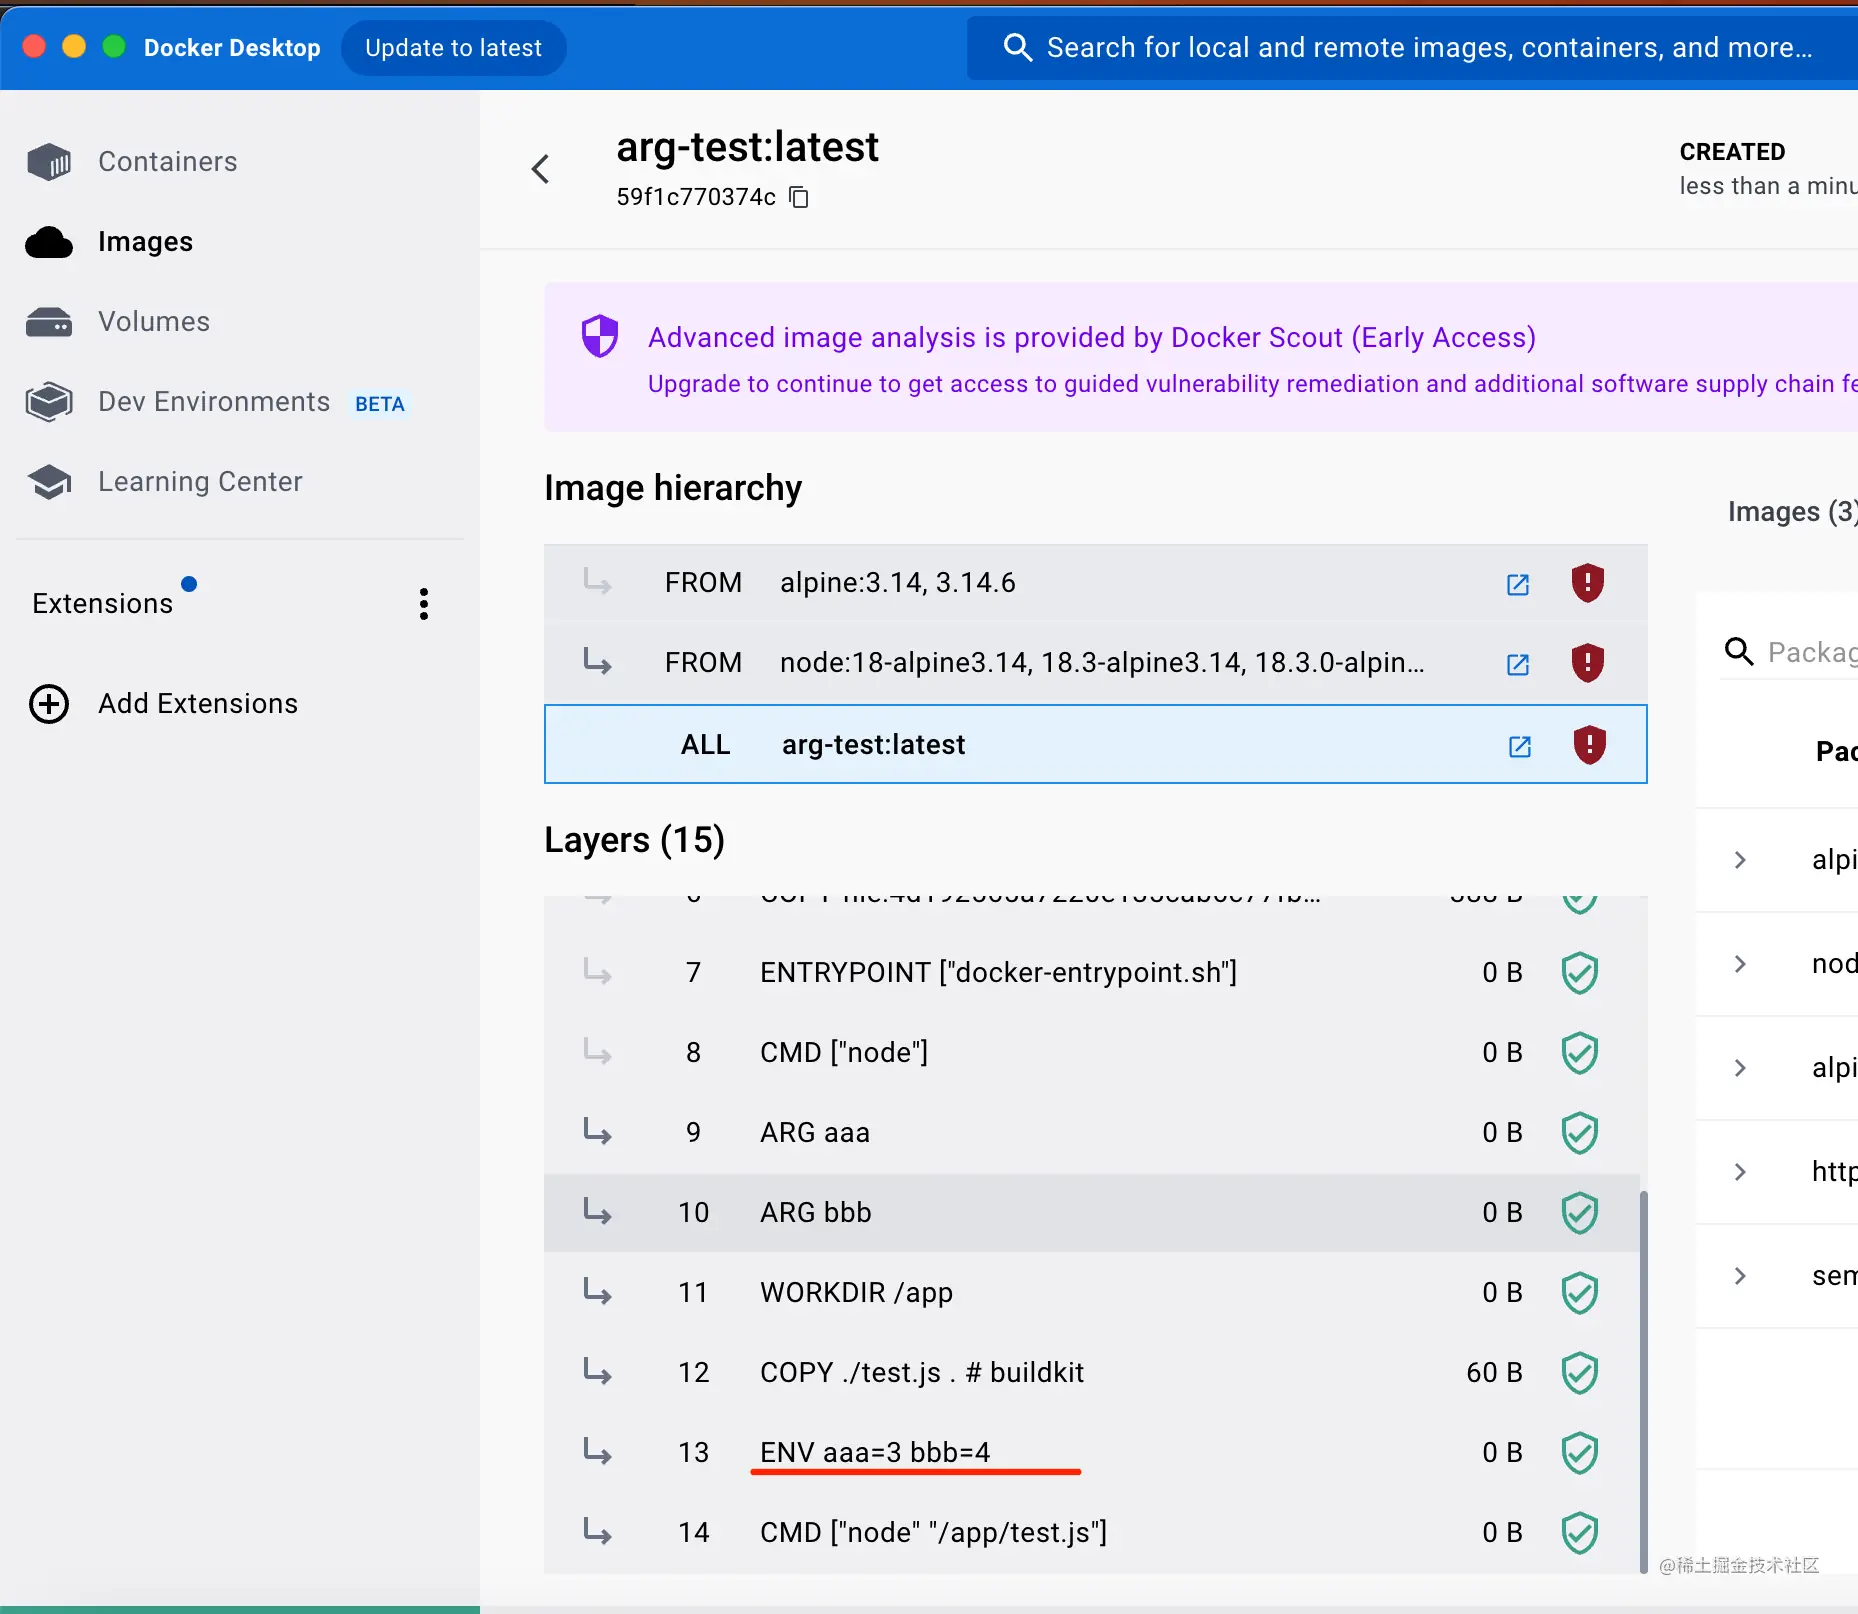 Docker Desktop
Update to latest
Search for local and remote images, containers, and more...
Containers
Images
Volumes
Dev Environments BETA
Learning Center
Extensions
Add Extensions
arg-test:latest
59f1c770374c
CREATED
less than a minu
Advanced image analysis is provided by Docker Scout (Early Access)
Upgrade to continue to get access to guided vulnerability remediation and additional software supply chain fe
Image hierarchy
FROM alpine:3.14, 3.14.6
FROM node:18-alpine3.14, 18.3-alpine3.14, 18.3.0-alpin...
ALL arg-test:latest
Layers (15)
7 ENTRYPOINT ["docker-entrypoint.sh"] 0 B
8 CMD ["node"] 0 B
9 ARG aaa 0 B
10 ARG bbb 0 B
11 WORKDIR /app 0 B
12 COPY ./test.js . # buildkit 60 B
13 ENV aaa=3 bbb=4 0 B
14 CMD ["node" "/app/test.js"] 0 B
Images (3)
Packag
Pac
alpi
nod
alpi
http
sem
@稀土掘金技术社区